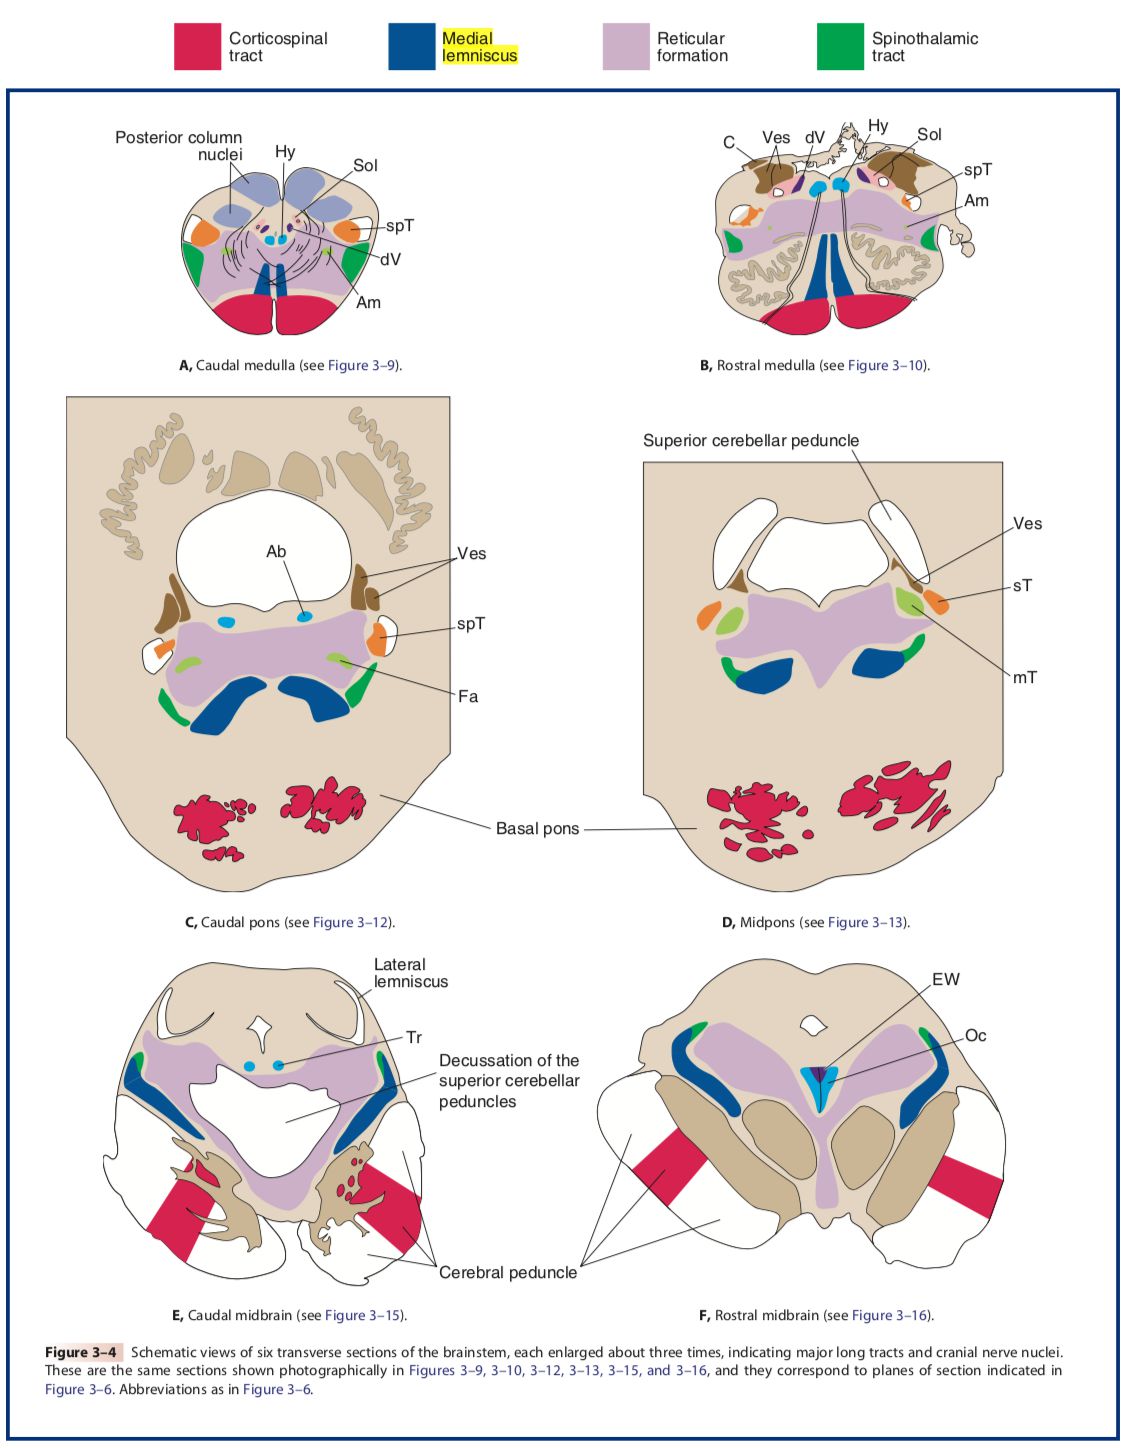 Corticospinal
tract
Medial
lemniscus
Reticular
formation
Spinothalamic
tract
Posterior column
nuclei
Hy
Sol
spT
dV
Am
C
Ves
dV
Hy
Sol
spT
Am
A, Caudal medulla (see Figure 3–9).
B, Rostral medulla (see Figure 3–10).
Superior cerebellar peduncle
Ab
Ves
spT
Fa
Ves
sT
mT
Basal pons
C, Caudal pons (see Figure 3–12).
D, Midpons (see Figure 3–13).
Lateral
lemniscus
Tr
Decussation of the
superior cerebellar
peduncles
EW
Oc
Cerebral peduncle
E, Caudal midbrain (see Figure 3–15).
F, Rostral midbrain (see Figure 3–16).
Figure 3–4 Schematic views of six transverse sections of the brainstem, each enlarged about three times, indicating major long tracts and cranial nerve nuclei.
These are the same sections shown photographically in Figures 3–9, 3–10, 3–12, 3–13, 3–15, and 3–16, and they correspond to planes of section indicated in
Figure 3–6. Abbreviations as in Figure 3–6.